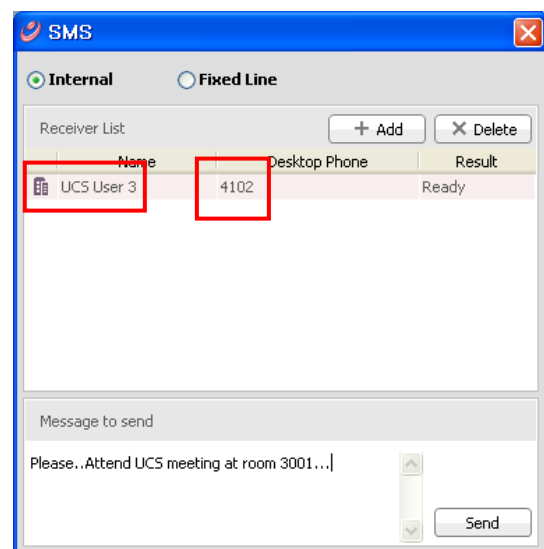 SMS
Internal Fixed Line
Receiver List + Add × Delete
Name Desktop Phone Result
UCS User 3 4102 Ready
Message to send
Please..Attend UCS meeting at room 3001...
Send